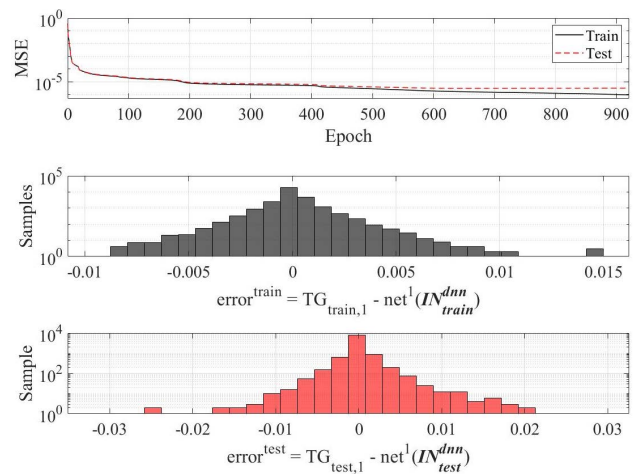 10^0
MSE
10^-5
Train
Test
0 100 200 300 400 500 600 700 800 900
Epoch
10^5
Samples
10^0
-0.01 -0.005 0 0.005 0.01 0.015
error^train = TG_train,1 - net^1(IN^dnn_train)
10^4
Sample
10^2
10^0
-0.03 -0.02 -0.01 0 0.01 0.02 0.03
error^test = TG_test,1 - net^1(IN^dnn_test)